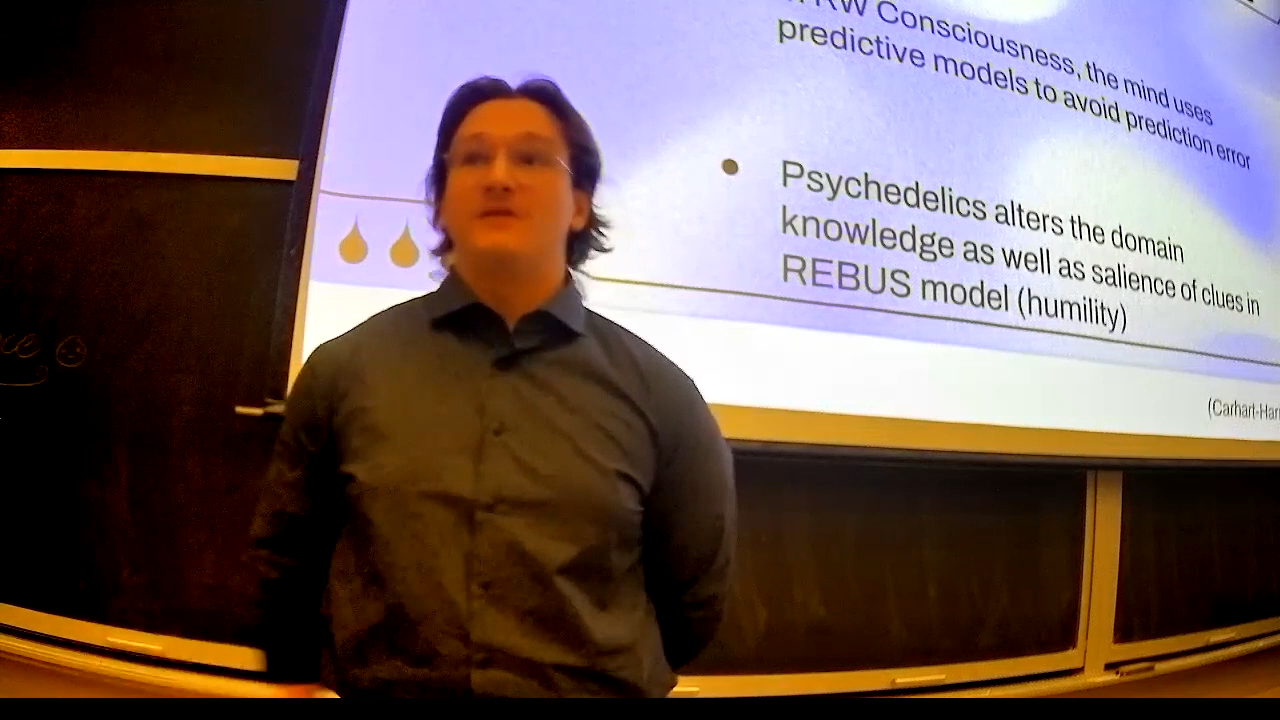 RW Consciousness, the mind uses
predictive models to avoid prediction error
● Psychedelics alters the domain
knowledge as well as salience of clues in
REBUS model (humility)
(Carhart-Har